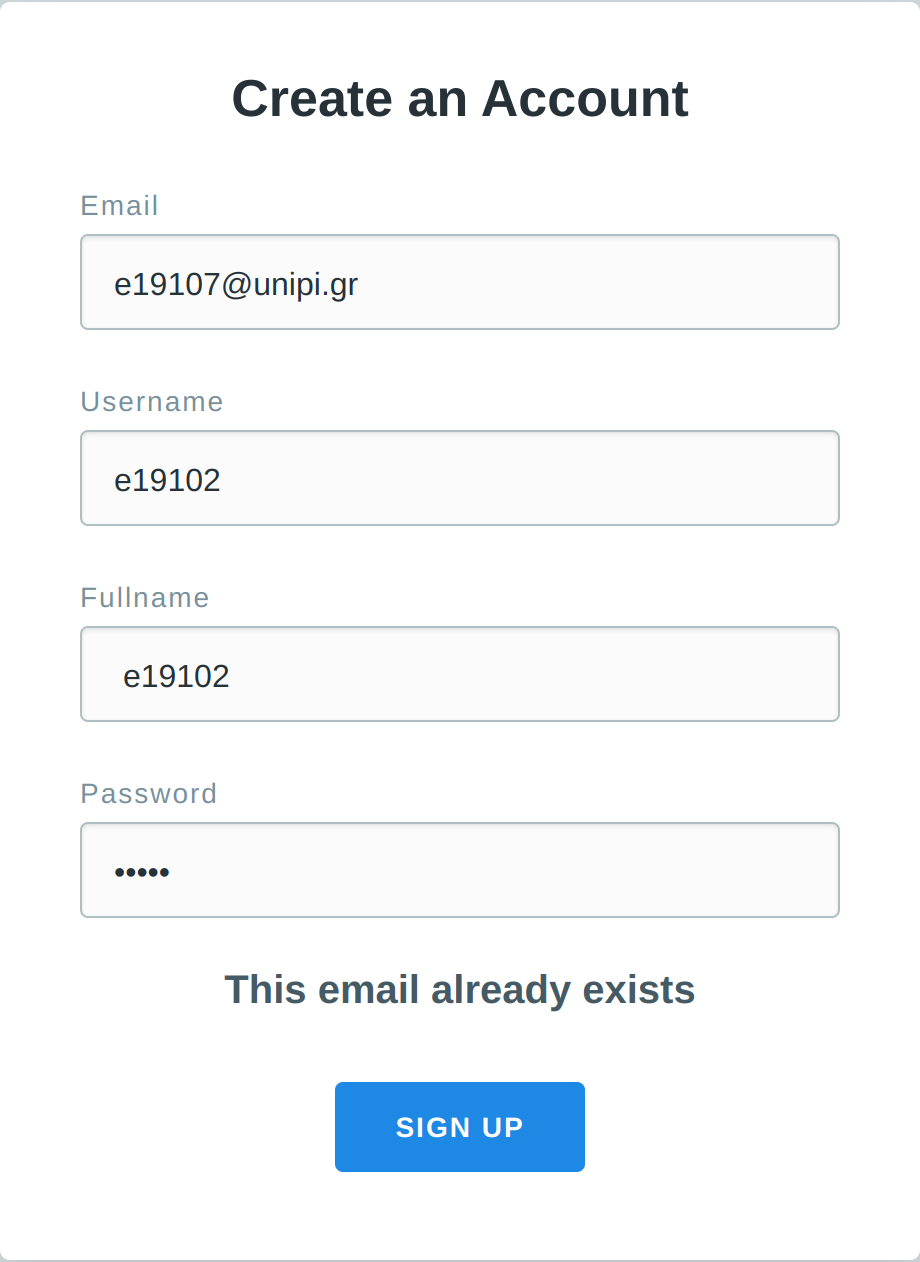 Create an Account
Email
e19107@unipi.gr
Username
e19102
Fullname
e19102
Password
•••••
This email already exists
SIGN UP